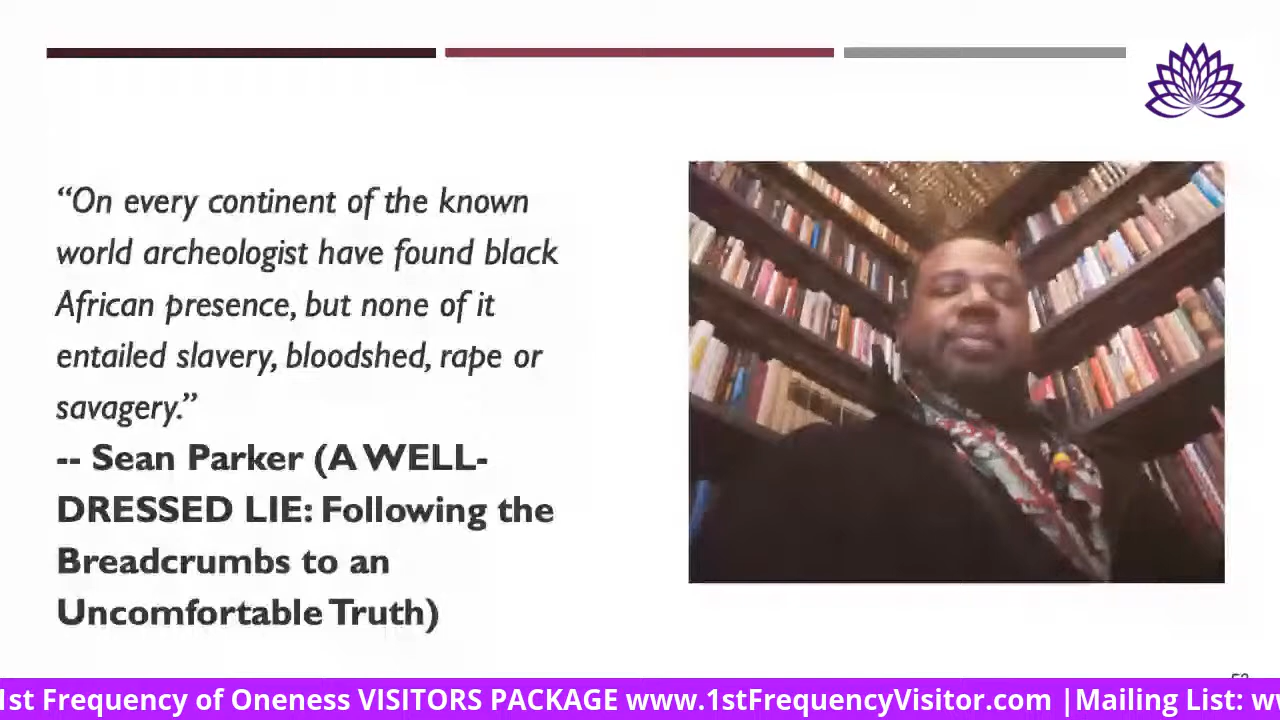 “On every continent of the known
world archeologist have found black
African presence, but none of it
entailed slavery, bloodshed, rape or
savagery.”
-- Sean Parker (A WELL-
DRESSED LIE: Following the
Breadcrumbs to an
Uncomfortable Truth)
1st Frequency of Oneness VISITORS PACKAGE www.1stFrequencyVisitor.com |Mailing List: